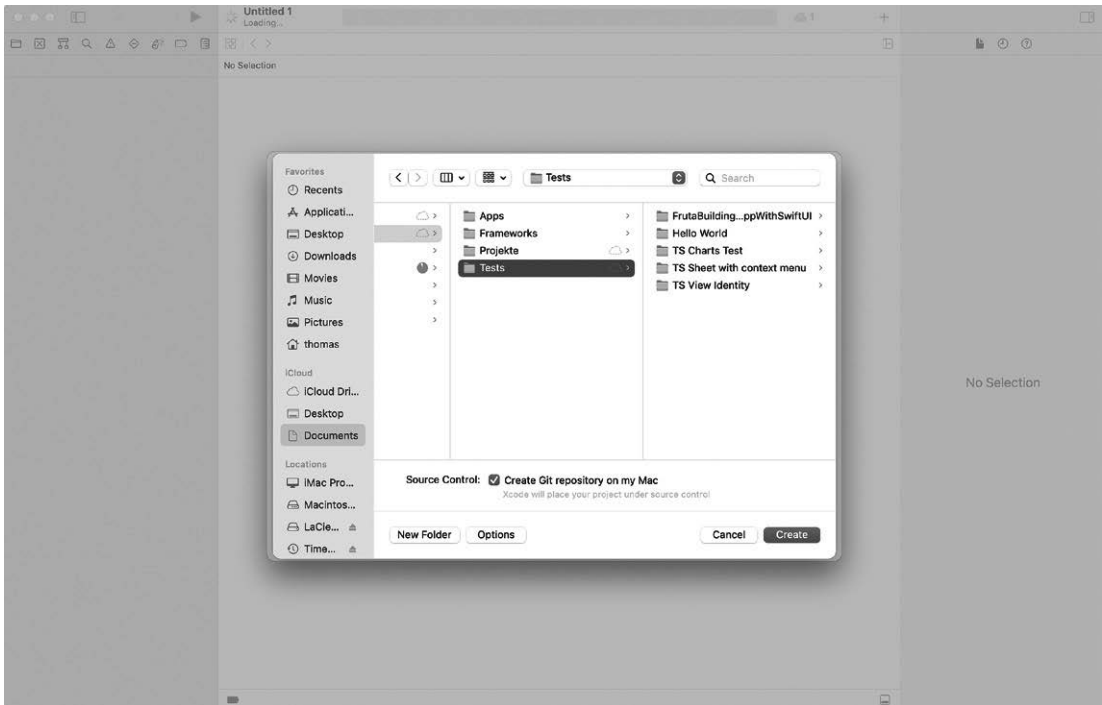 Untitled 1
Loading...
1
No Selection
Favorites
Recents
Applicati...
Desktop
Downloads
Movies
Music
Pictures
thomas
iCloud
iCloud Dri...
Desktop
Documents
Locations
iMac Pro...
Macintos...
LaCie...
Time...
Tests
Search
Apps
Frameworks
Projekte
Tests
FrutaBuilding...ppWithSwiftUI
Hello World
TS Charts Test
TS Sheet with context menu
TS View Identity
Source Control: Create Git repository on my Mac
Xcode will place your project under source control
New Folder Options Cancel Create
No Selection